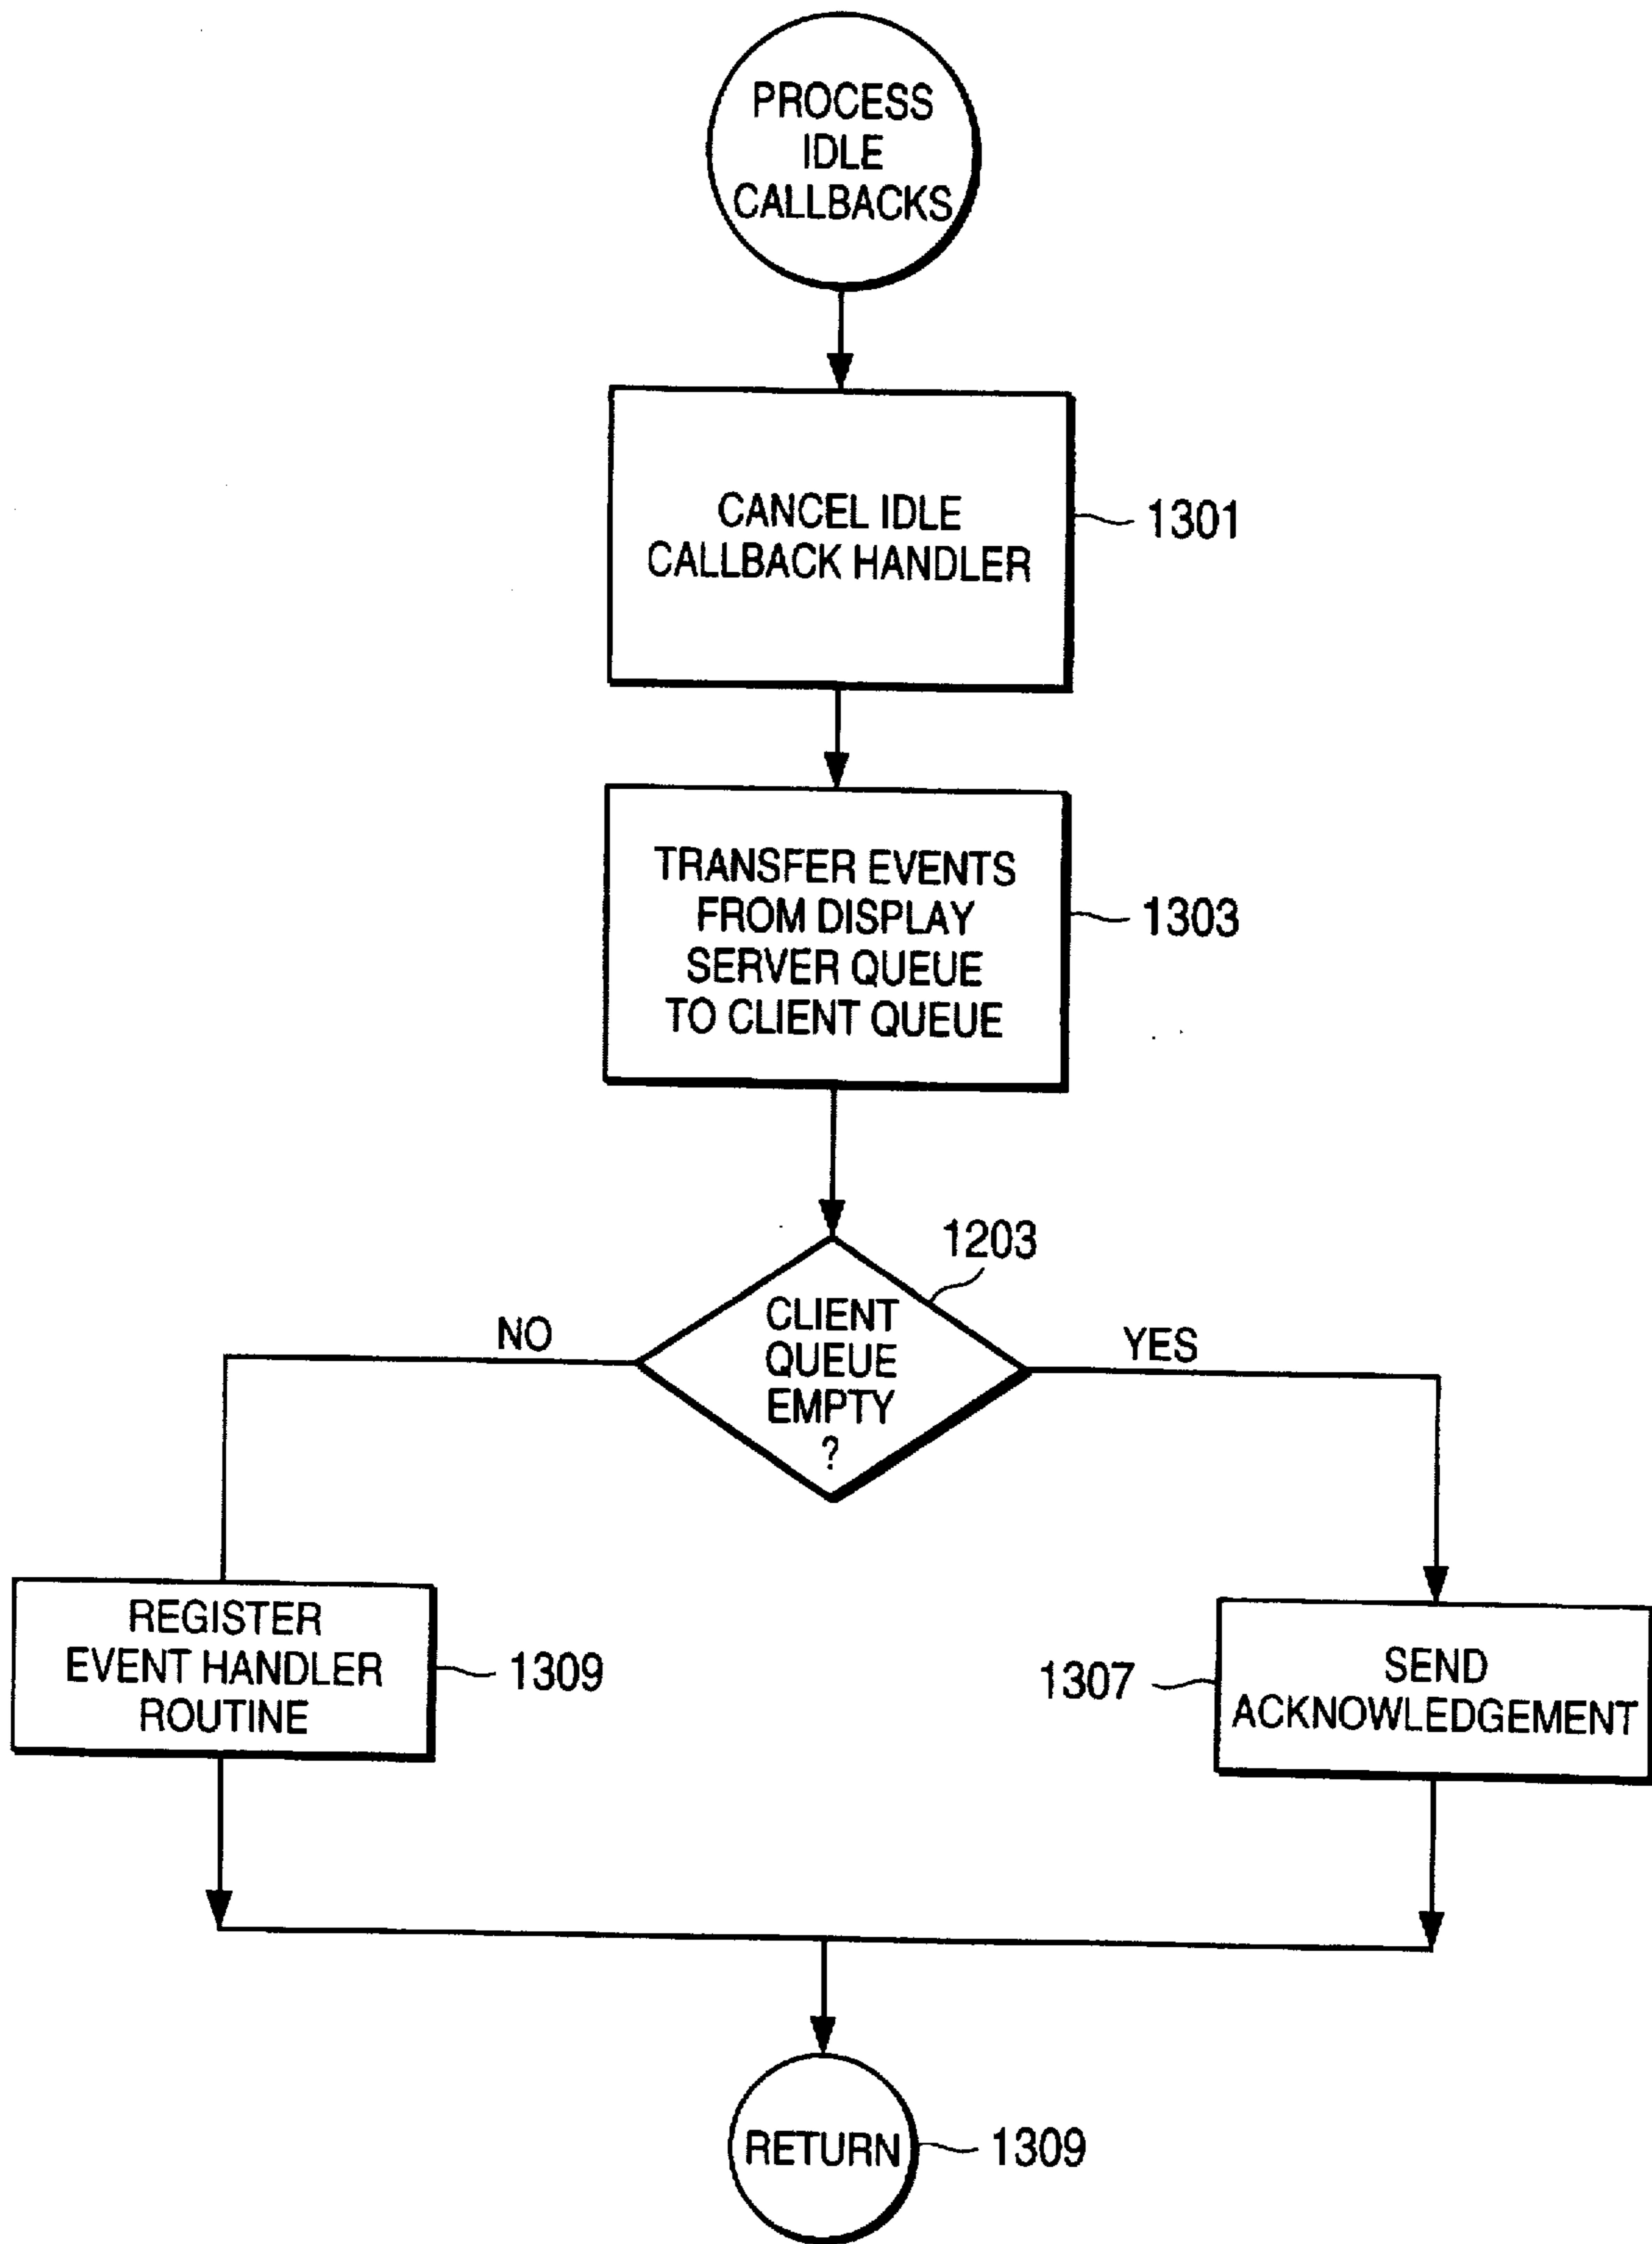 PROCESS
IDLE
CALLBACKS
CANCEL IDLE
CALLBACK HANDLER
1301
TRANSFER EVENTS
FROM DISPLAY
SERVER QUEUE
TO CLIENT QUEUE
1303
1203
CLIENT
QUEUE
EMPTY
?
NO
YES
REGISTER
EVENT HANDLER
ROUTINE
1309
1307
SEND
ACKNOWLEDGEMENT
RETURN
1309